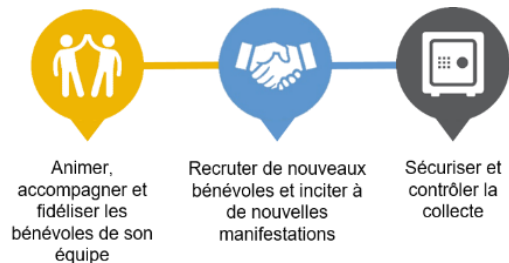 Animer,
accompagner et
fidéliser les
bénévoles de son
équipe
Recruter de nouveaux
bénévoles et inciter à
de nouvelles
manifestations
Sécuriser et
contrôler la
collecte